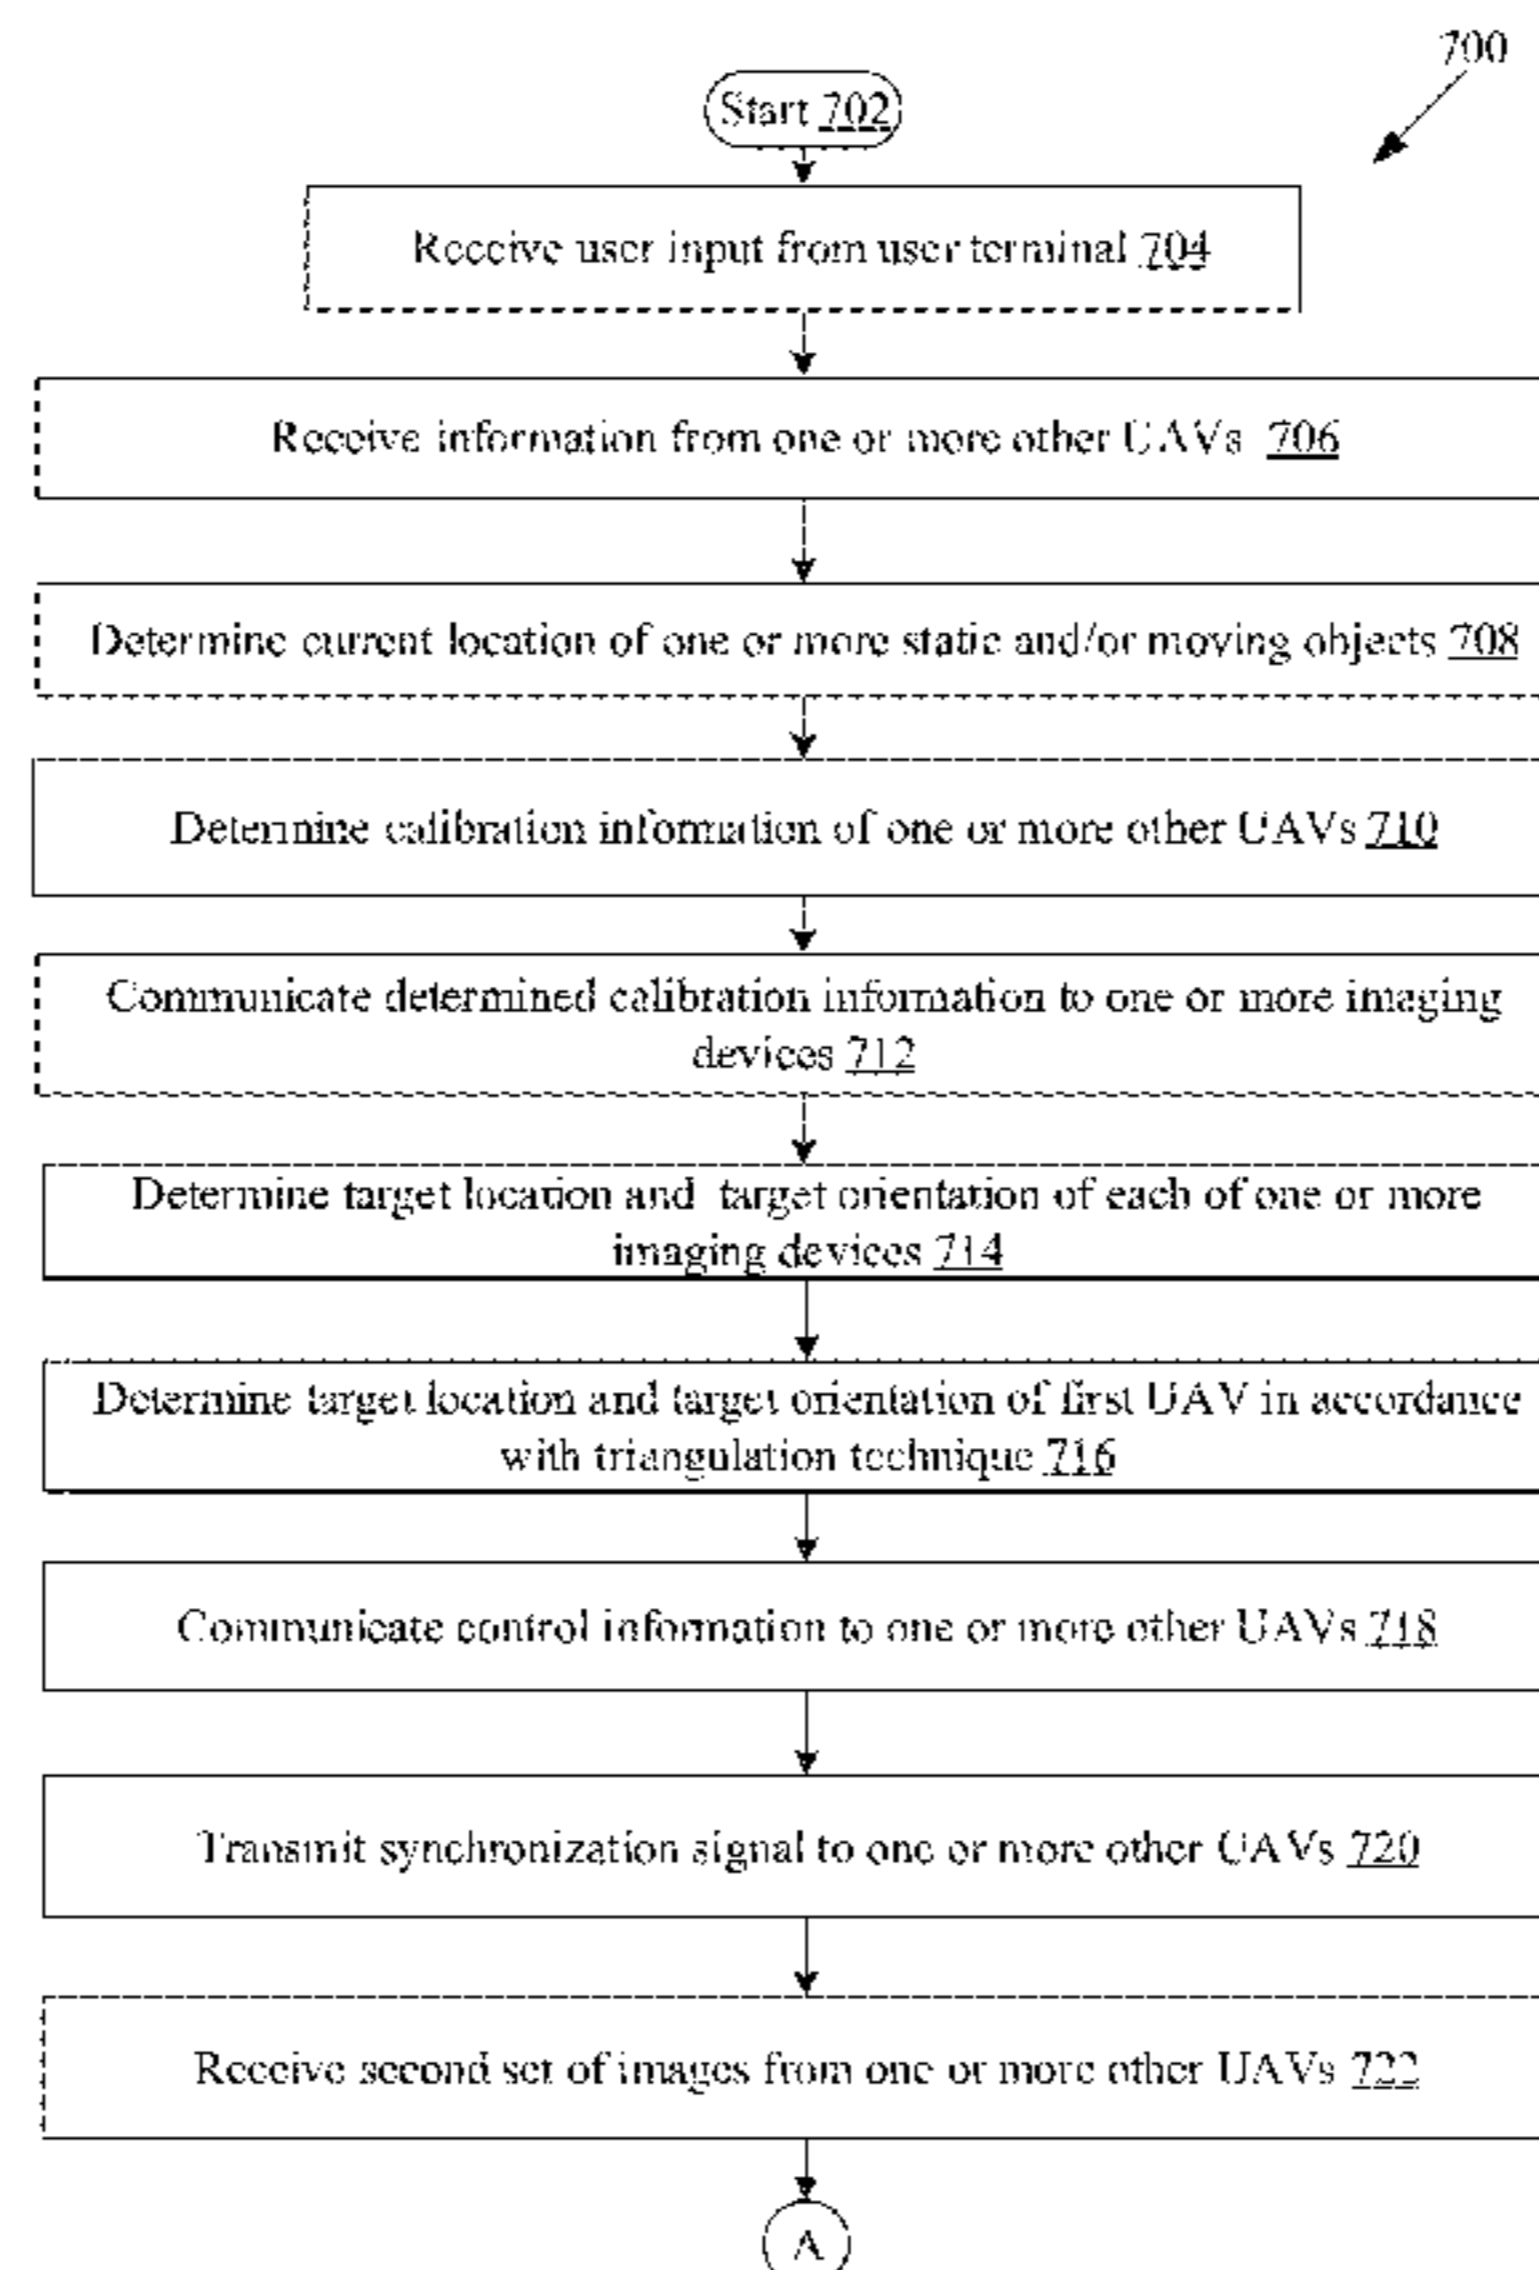 700
Start 702
Receive user input from user terminal 704
Receive information from one or more other UAVs 706
Determine current location of one or more static and/or moving objects 708
Determine calibration information of one or more other UAVs 710
Communicate determined calibration information to one or more imaging
devices 712
Determine target location and target orientation of each of one or more
imaging devices 714
Determine target location and target orientation of first UAV in accordance
with triangulation technique 716
Communicate control information to one or more other UAVs 718
Transmit synchronization signal to one or more other UAVs 720
Receive second set of images from one or more other UAVs 722
A